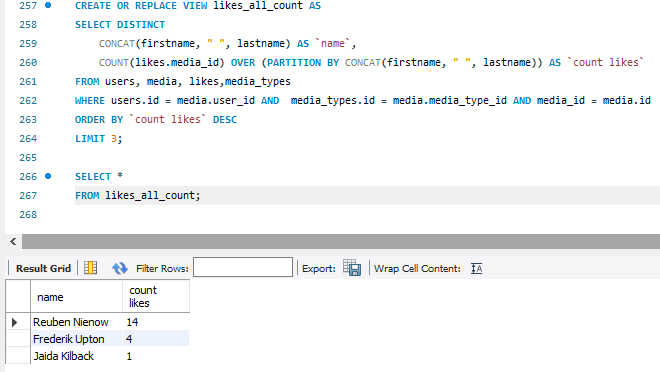 257 CREATE OR REPLACE VIEW likes_all_count AS
258 SELECT DISTINCT
259 CONCAT(firstname, " ", lastname) AS `name`,
260 COUNT(likes.media_id) OVER (PARTITION BY CONCAT(firstname, " ", lastname)) AS `count likes`
261 FROM users, media, likes,media_types
262 WHERE users.id = media.user_id AND  media_types.id = media.media_type_id AND media_id = media.id
263 ORDER BY `count likes` DESC
264 LIMIT 3;
265
266 SELECT *
267 FROM likes_all_count;
268
Result Grid Filter Rows: Export: Wrap Cell Content: IA
name count
likes
Reuben Nienow 14
Frederik Upton 4
Jaida Kilback 1